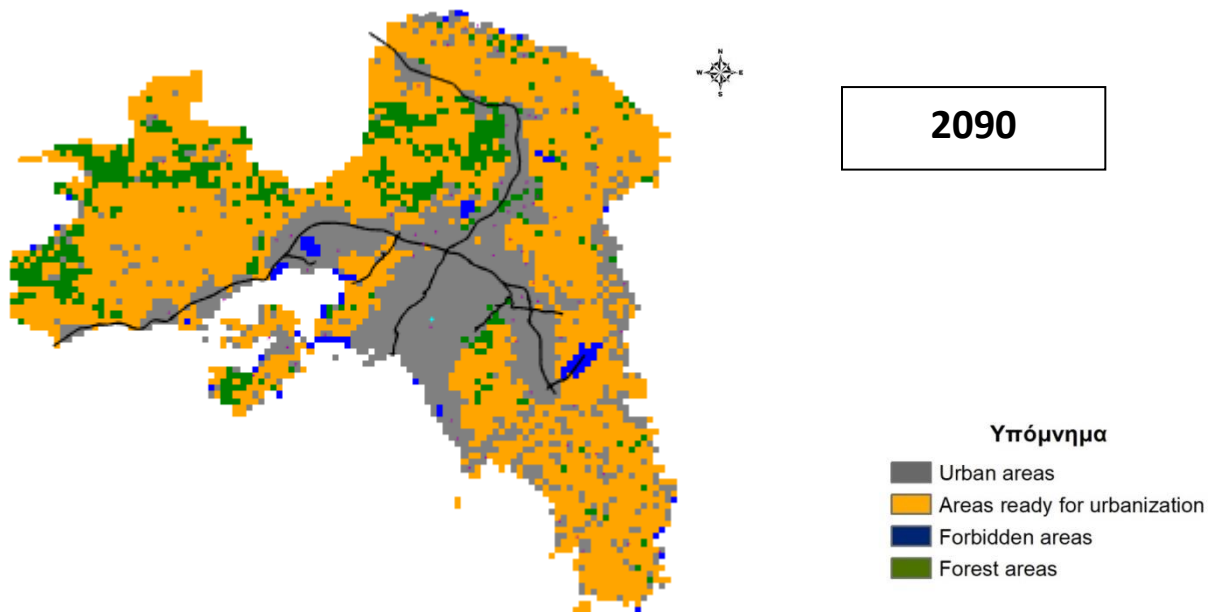 N
W E
S
2090
Υπόμνημα
Urban areas
Areas ready for urbanization
Forbidden areas
Forest areas